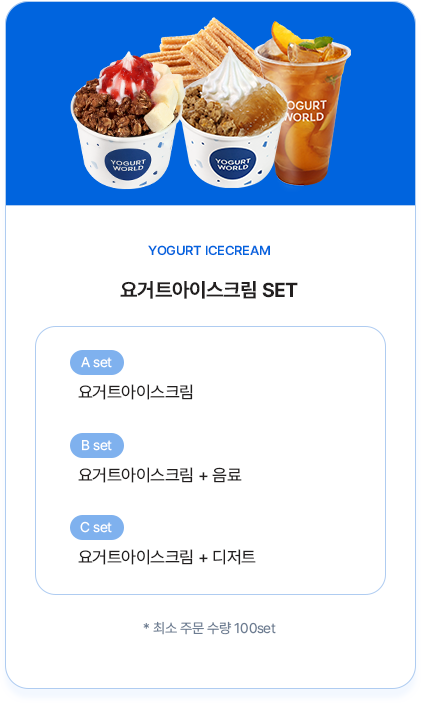 YOGURT
WORLD
YOGURT
WORLD
YOGURT
WORLD
YOGURT ICECREAM
요거트아이스크림 SET
A set
요거트아이스크림
B set
요거트아이스크림 + 음료
C set
요거트아이스크림 + 디저트
* 최소 주문 수량 100set